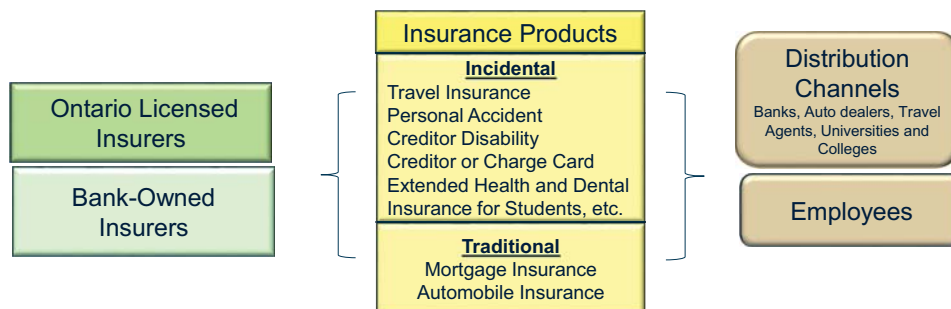 Ontario Licensed
Insurers
Bank-Owned
Insurers
Insurance Products
Incidental
Travel Insurance
Personal Accident
Creditor Disability
Creditor or Charge Card
Extended Health and Dental
Insurance for Students, etc.
Traditional
Mortgage Insurance
Automobile Insurance
Distribution
Channels
Banks, Auto dealers, Travel
Agents, Universities and
Colleges
Employees